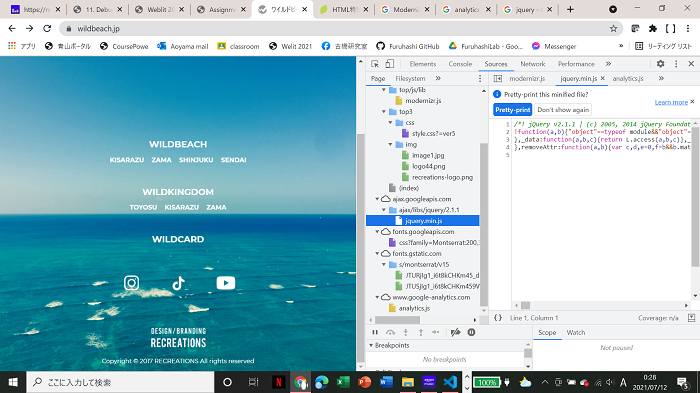 https://n
11. Debu
Welit 2
Assignm
ワイルドビ
HTML特
Moderni
analytics
jquery -
wildbeach.jp
アプリ
青山ポータル
CoursePowe
Aoyama mail
classroom
Welit 2021
古橋研究室
Furuhashi GitHub
FuruhashiLab - Goo...
Messenger
リーディング リスト
WILDBEACH
KISARAZU ZAMA SHINJUKU SENDAI
WILDKINGDOM
TOYOSU KISARAZU ZAMA
WILDCARD
DESIGN/BRANDING
RECREATIONS
Copyright © 2017 RECREATIONS All rights reserved
Elements Console Sources Network Performance
Page Filesystem
top/js/lib
modernizr.js
top3
css
style.css?=ver5
img
image1.jpg
logo44.png
recreations-logo.png
(index)
ajax.googleapis.com
ajax/libs/jquery/2.1.1
jquery.min.js
fonts.googleapis.com
css?family=Montserrat:200,
fonts.gstatic.com
s/montserrat/v15
JTURjIg1_i6t8kCHKm45_d
JTUSjIg1_i6t8kCHKm459W
www.google-analytics.com
analytics.js
modernizr.js jquery.min.js analytics.js
Pretty-print this minified file?
Learn more
Pretty-print Don't show again
1 /*! jQuery v2.1.1 | (c) 2005, 2014 jQuery Foundat
2 !function(a,b){"object"==typeof module&&"object"=
3 },_data:function(a,b,c){return L.access(a,b,c)},_
4 },removeAttr:function(a,b){var c,d,e=0,f=b&&b.mat
5
{} Line 1, Column 1 Coverage: n/a
Breakpoints
No breakpoints
Scope Watch
Not paused
ここに入力して検索
100%
A
0:28
2021/07/12